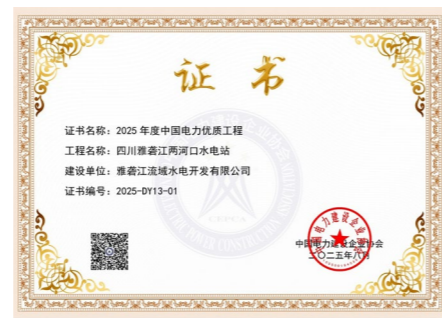 证书
证书名称：2025 年度中国电力优质工程
工程名称：四川雅砻江两河口水电站
建设单位：雅砻江流域水电开发有限公司
证书编号：2025-DY13-01
中国电力建设企业协会
二〇二五年八月